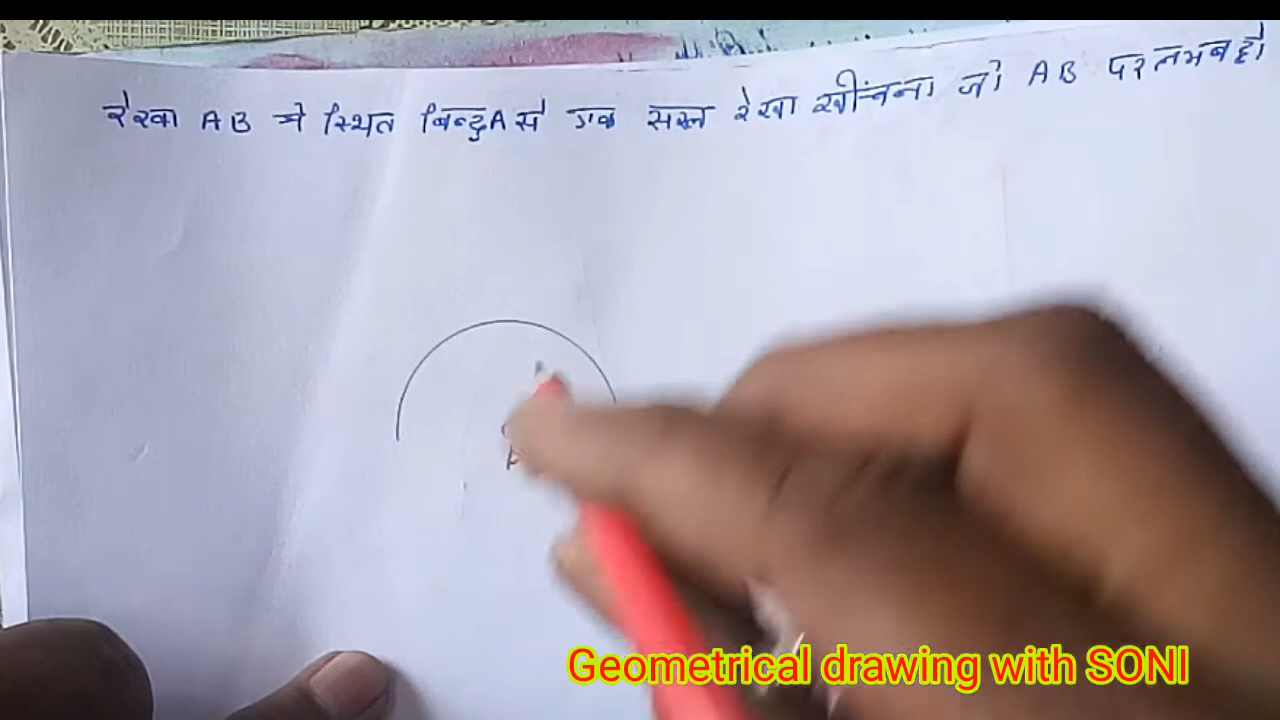 रेखा AB में स्थित बिन्दु A से एक सरल रेखा खींचना जो AB पर लम्ब हो।
A
Geometrical drawing with SONI